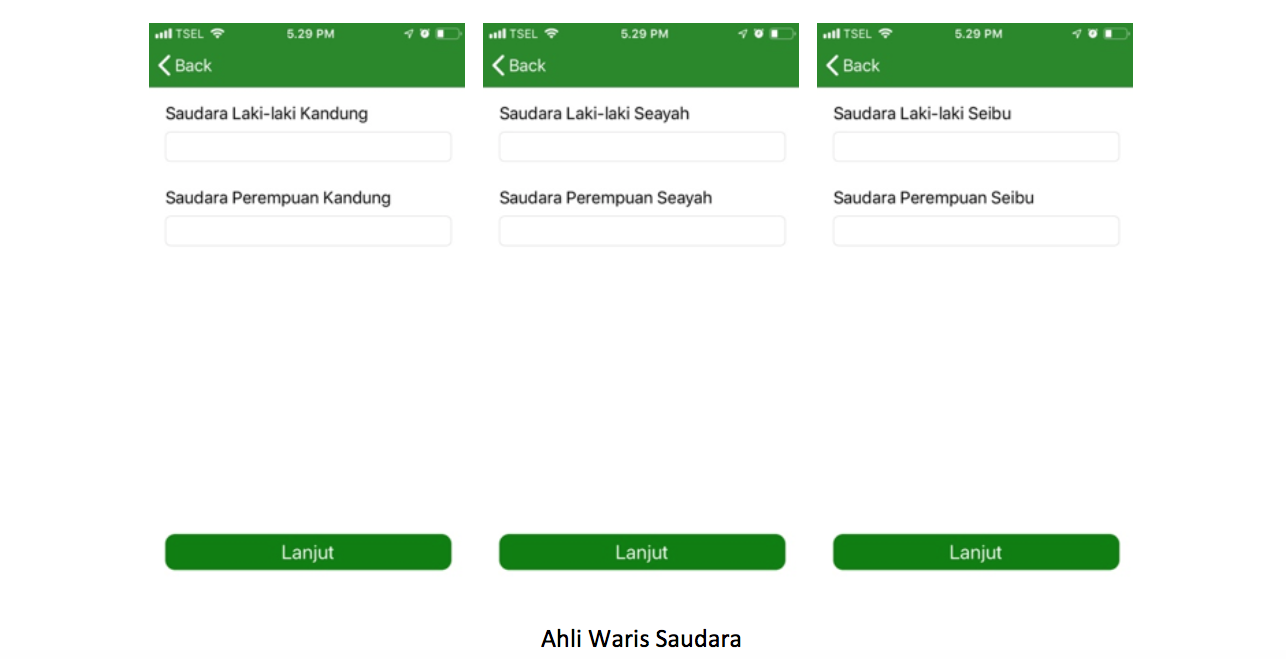 TSEL 5.29 PM
Back
Saudara Laki-laki Kandung
Saudara Perempuan Kandung
Lanjut
TSEL 5.29 PM
Back
Saudara Laki-laki Seayah
Saudara Perempuan Seayah
Lanjut
TSEL 5.29 PM
Back
Saudara Laki-laki Seibu
Saudara Perempuan Seibu
Lanjut
Ahli Waris Saudara